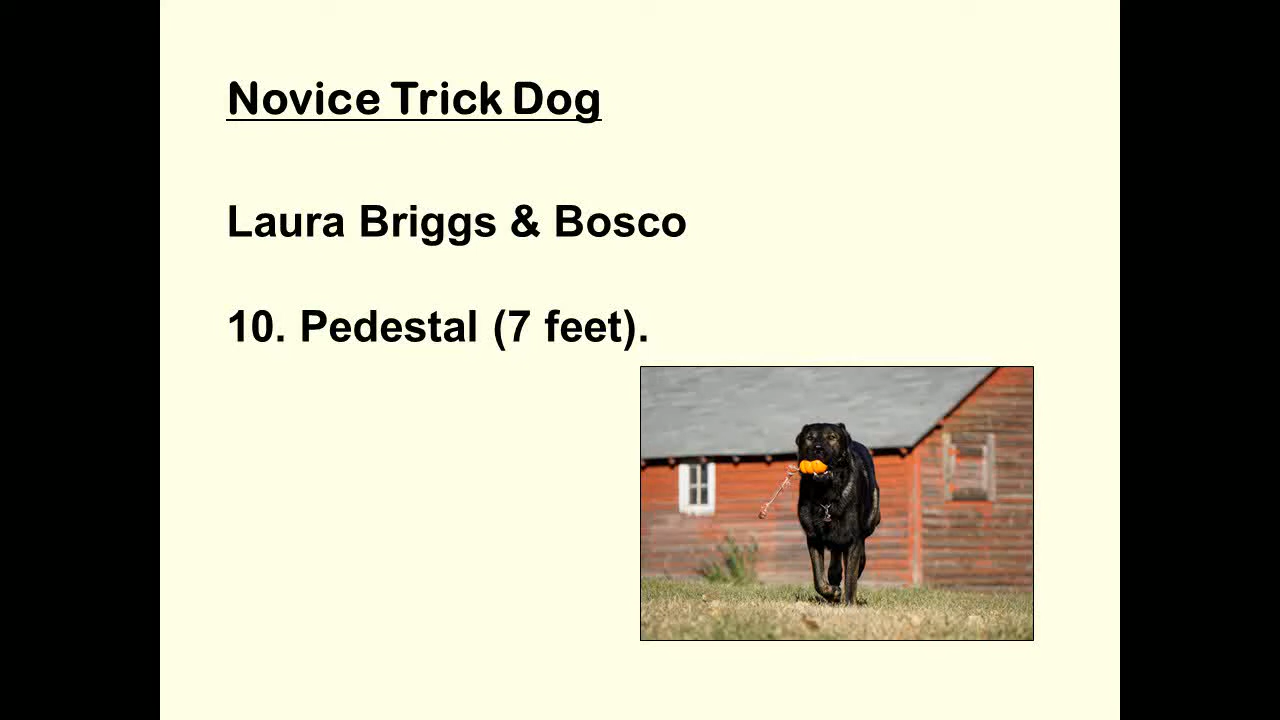 Novice Trick Dog
Laura Briggs & Bosco
10. Pedestal (7 feet).